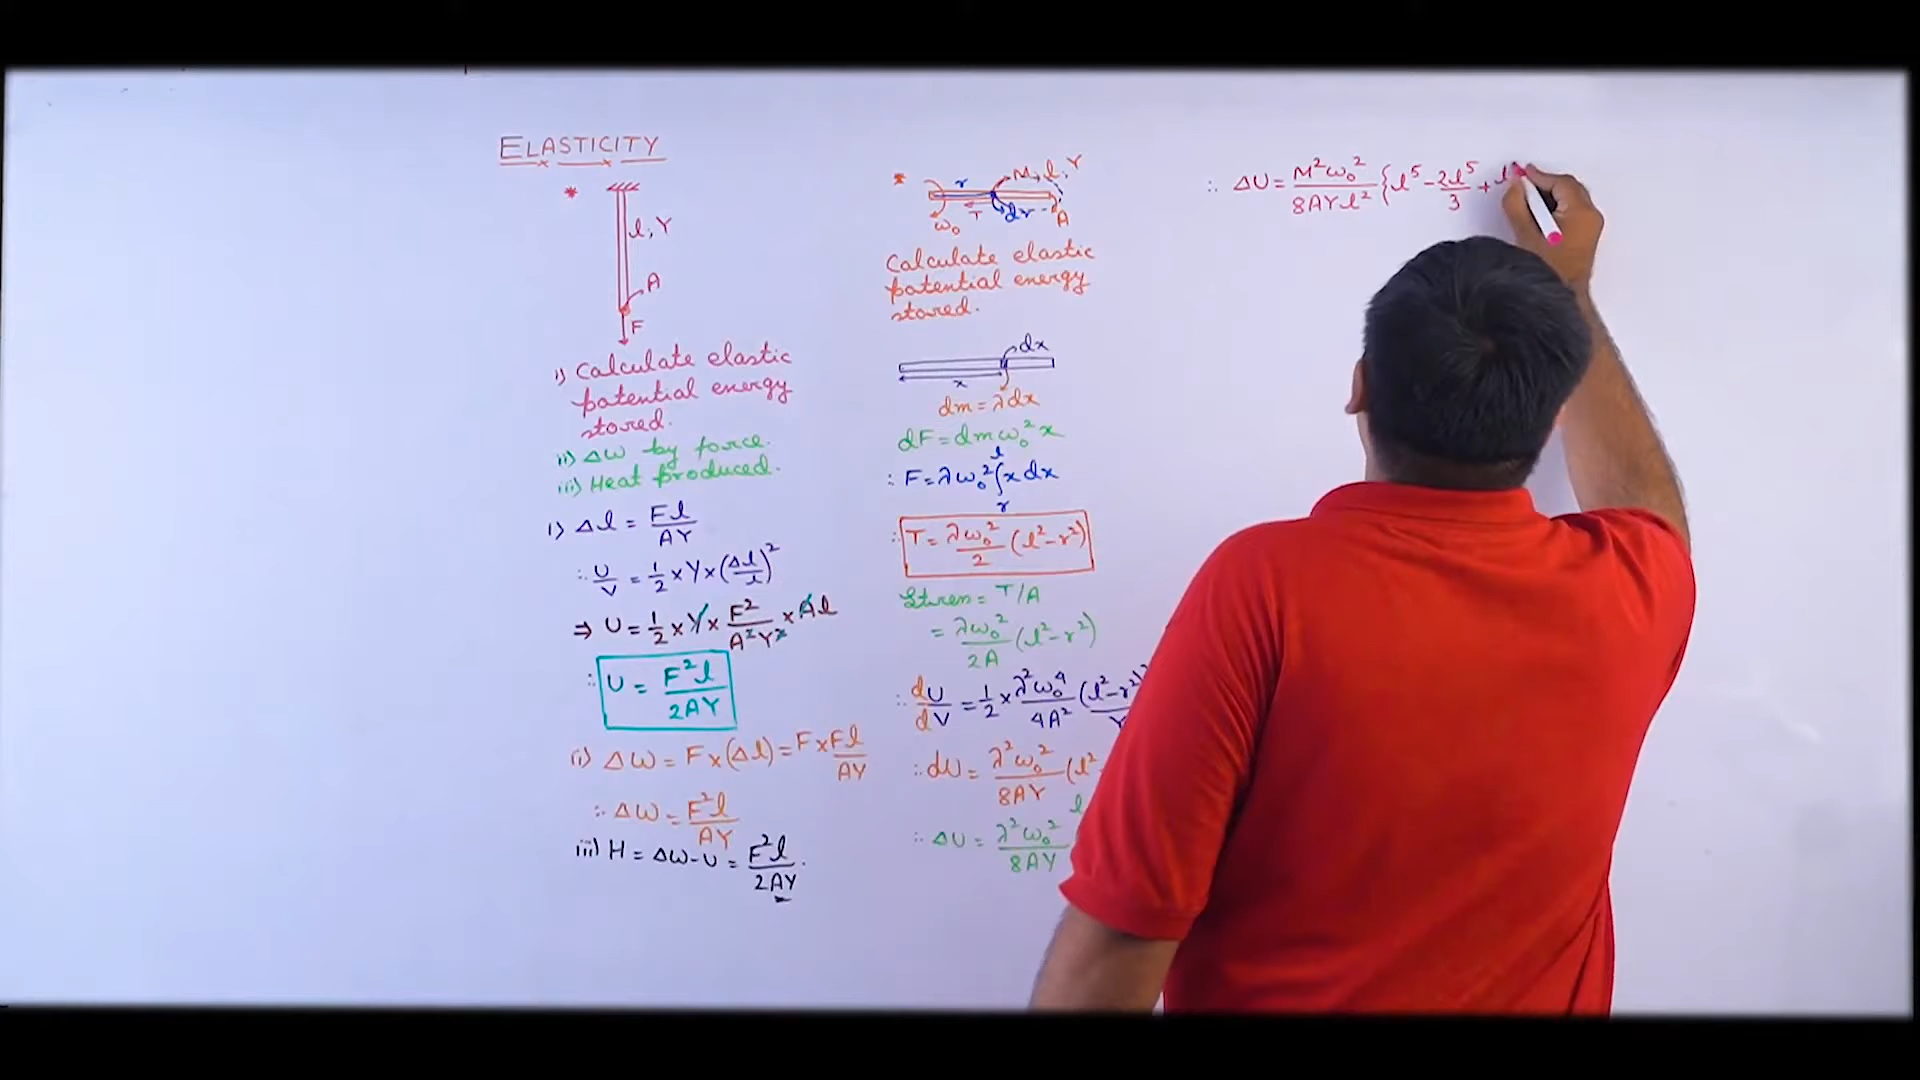 ELASTICITY
*
l, Y
A
F
i) Calculate elastic
potential energy
stored.
ii) Δw by force.
iii) Heat produced.
i) Δl = Fl/AY
∴ U/V = 1/2 × Y × (Δl/l)²
⇒ U = 1/2 × Y × F²/A²Y² × Al
∴ U = F²l/2AY
ii) Δw = F×(Δl) = F×Fl/AY
∴ Δw = F²l/AY
iii) H = Δw-U = F²l/2AY.
*
r M, l, Y
T dr
ω₀ A
Calculate elastic
potential energy
stored.
dx
x
dm = λdx
dF = dmω₀²x
∴ F = λω₀² ∫ᵣˡ x dx
∴ T = λω₀²/2 (l²-r²)
Stress = T/A
= λω₀²/2A (l²-r²)
∴ dU/dV = 1/2 × λ²ω₀⁴/4A² (l²-r²)²/Y
∴ dU = λ²ω₀²/8AY (l²
∴ ΔU = λ²ω₀²/8AY l
∴ ΔU = M²ω₀²/8AYl² {l⁵ - 2l⁵/3 + l